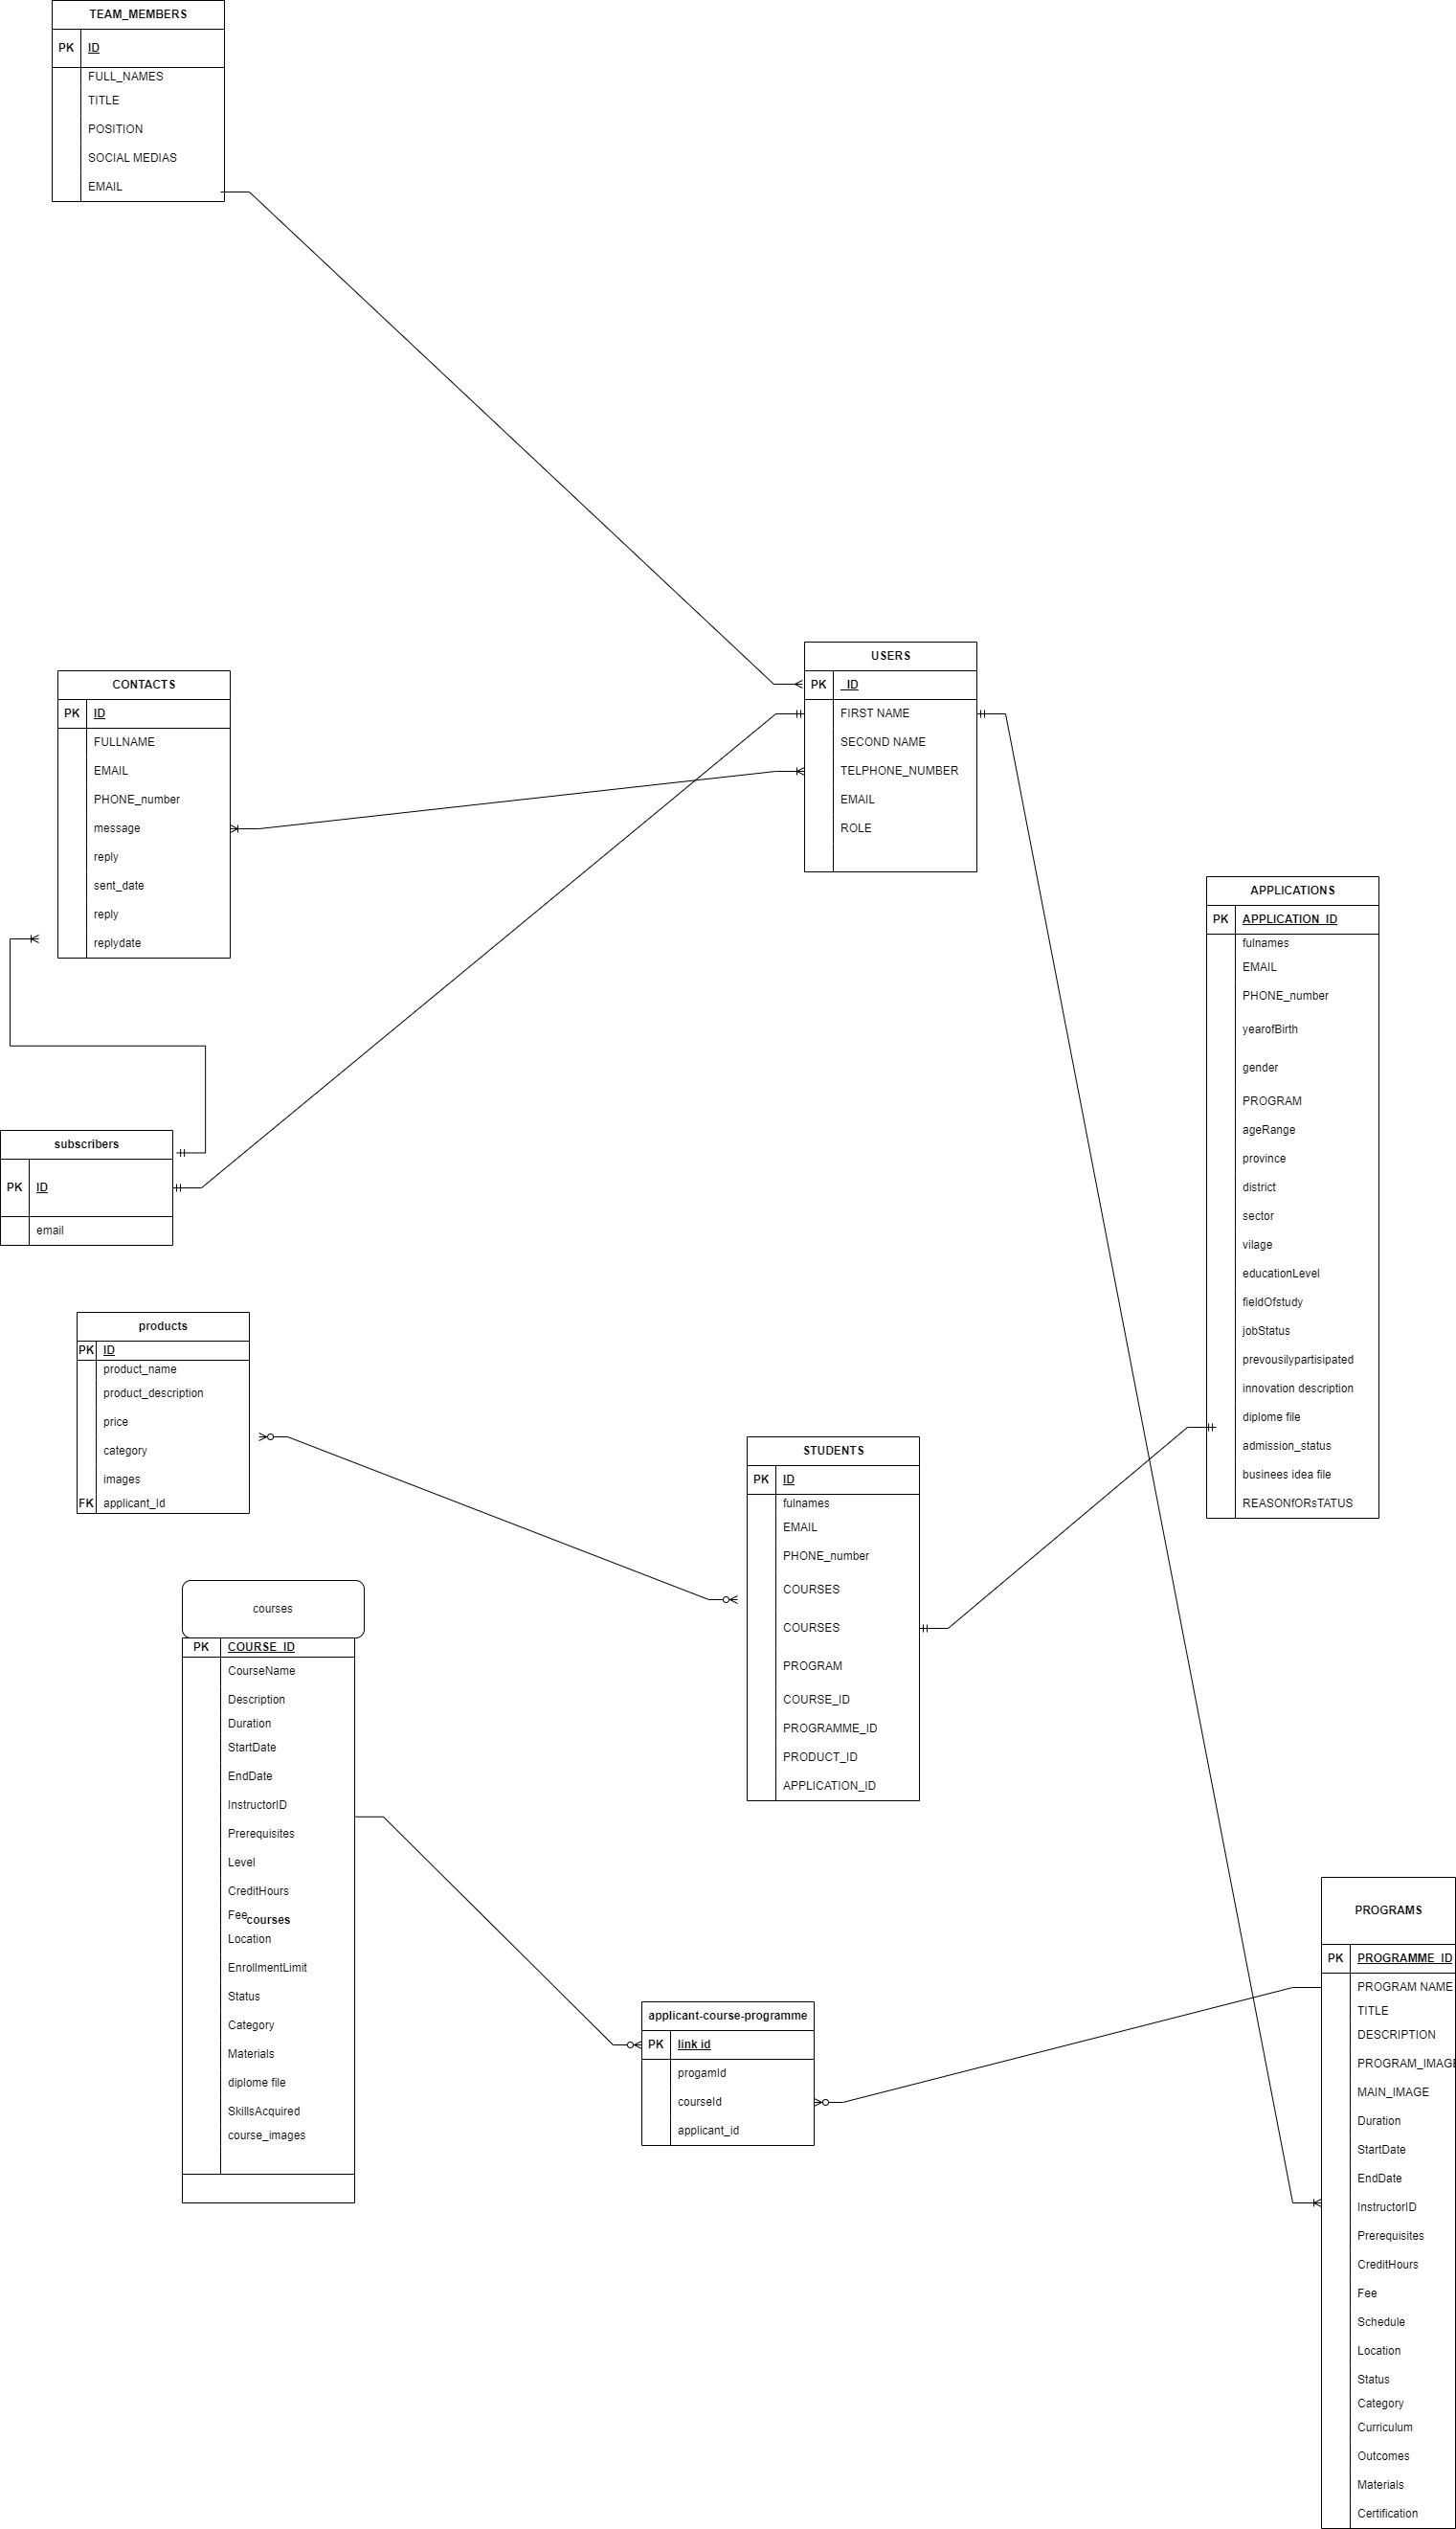 TEAM_MEMBERS
PK ID
FULL_NAMES
TITLE
POSITION
SOCIAL MEDIAS
EMAIL
USERS
PK _ID
FIRST NAME
SECOND NAME
TELPHONE_NUMBER
EMAIL
ROLE
CONTACTS
PK ID
FULLNAME
EMAIL
PHONE_number
message
reply
sent_date
reply
replydate
APPLICATIONS
PK APPLICATION_ID
fulnames
EMAIL
PHONE_number
yearofBirth
gender
PROGRAM
ageRange
province
district
sector
vilage
educationLevel
fieldOfstudy
jobStatus
prevousilypartisipated
innovation description
diplome file
admission_status
businees idea file
REASONfORsTATUS
subscribers
PK ID
email
products
PK ID
product_name
product_description
price
category
images
FK applicant_Id
STUDENTS
PK ID
fulnames
EMAIL
PHONE_number
COURSES
COURSES
PROGRAM
COURSE_ID
PROGRAMME_ID
PRODUCT_ID
APPLICATION_ID
courses
PK COURSE_ID
CourseName
Description
Duration
StartDate
EndDate
InstructorID
Prerequisites
Level
CreditHours
Fee
courses
Location
EnrollmentLimit
Status
Category
Materials
diplome file
SkillsAcquired
course_images
applicant-course-programme
PK link id
progamId
courseId
applicant_id
PROGRAMS
PK PROGRAMME_ID
PROGRAM NAME
TITLE
DESCRIPTION
PROGRAM_IMAGE
MAIN_IMAGE
Duration
StartDate
EndDate
InstructorID
Prerequisites
CreditHours
Fee
Schedule
Location
Status
Category
Curriculum
Outcomes
Materials
Certification